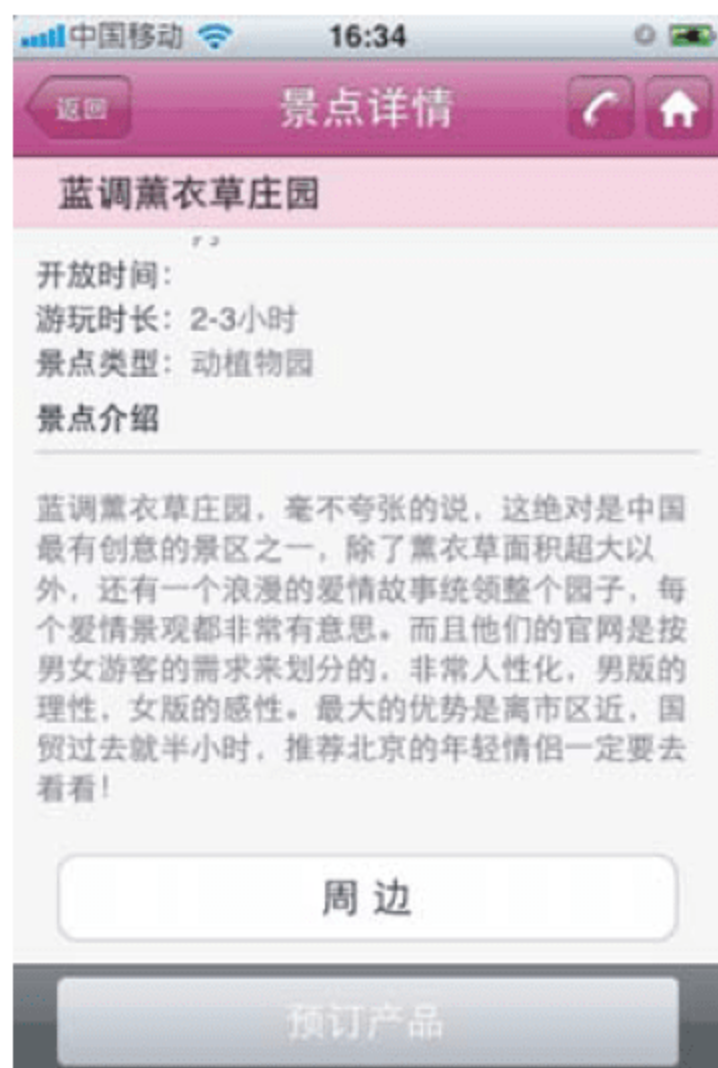 中国移动 16:34
返回 景点详情
蓝调薰衣草庄园
开放时间：
游玩时长：2-3小时
景点类型：动植物园
景点介绍
蓝调薰衣草庄园，毫不夸张的说，这绝对是中国
最有创意的景区之一，除了薰衣草面积超大以
外，还有一个浪漫的爱情故事统领整个园子，每
个爱情景观都非常有意思。而且他们的官网是按
男女游客的需求来划分的，非常人性化，男版的
理性，女版的感性。最大的优势是离市区近，国
贸过去就半小时，推荐北京的年轻情侣一定要去
看看！
周 边
预订产品